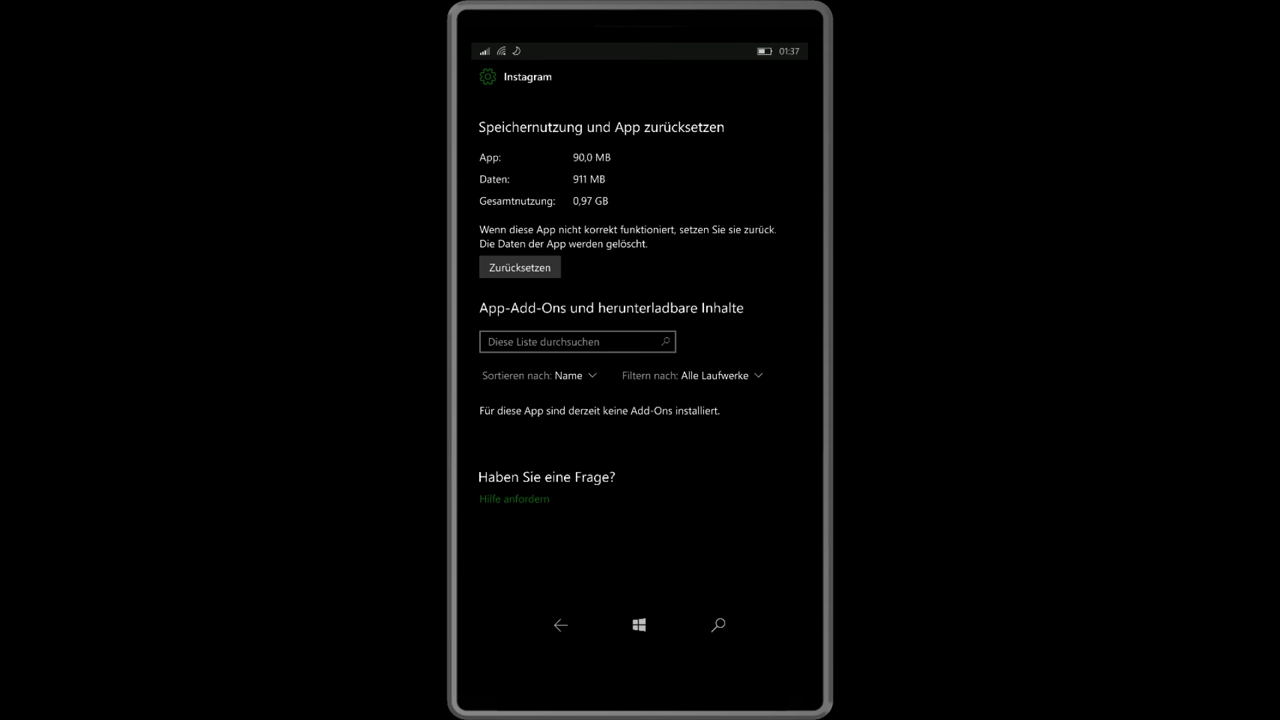 01:37
Instagram
Speichernutzung und App zurücksetzen
App: 90,0 MB
Daten: 911 MB
Gesamtnutzung: 0,97 GB
Wenn diese App nicht korrekt funktioniert, setzen Sie sie zurück.
Die Daten der App werden gelöscht.
Zurücksetzen
App-Add-Ons und herunterladbare Inhalte
Diese Liste durchsuchen
Sortieren nach: Name Filtern nach: Alle Laufwerke
Für diese App sind derzeit keine Add-Ons installiert.
Haben Sie eine Frage?
Hilfe anfordern